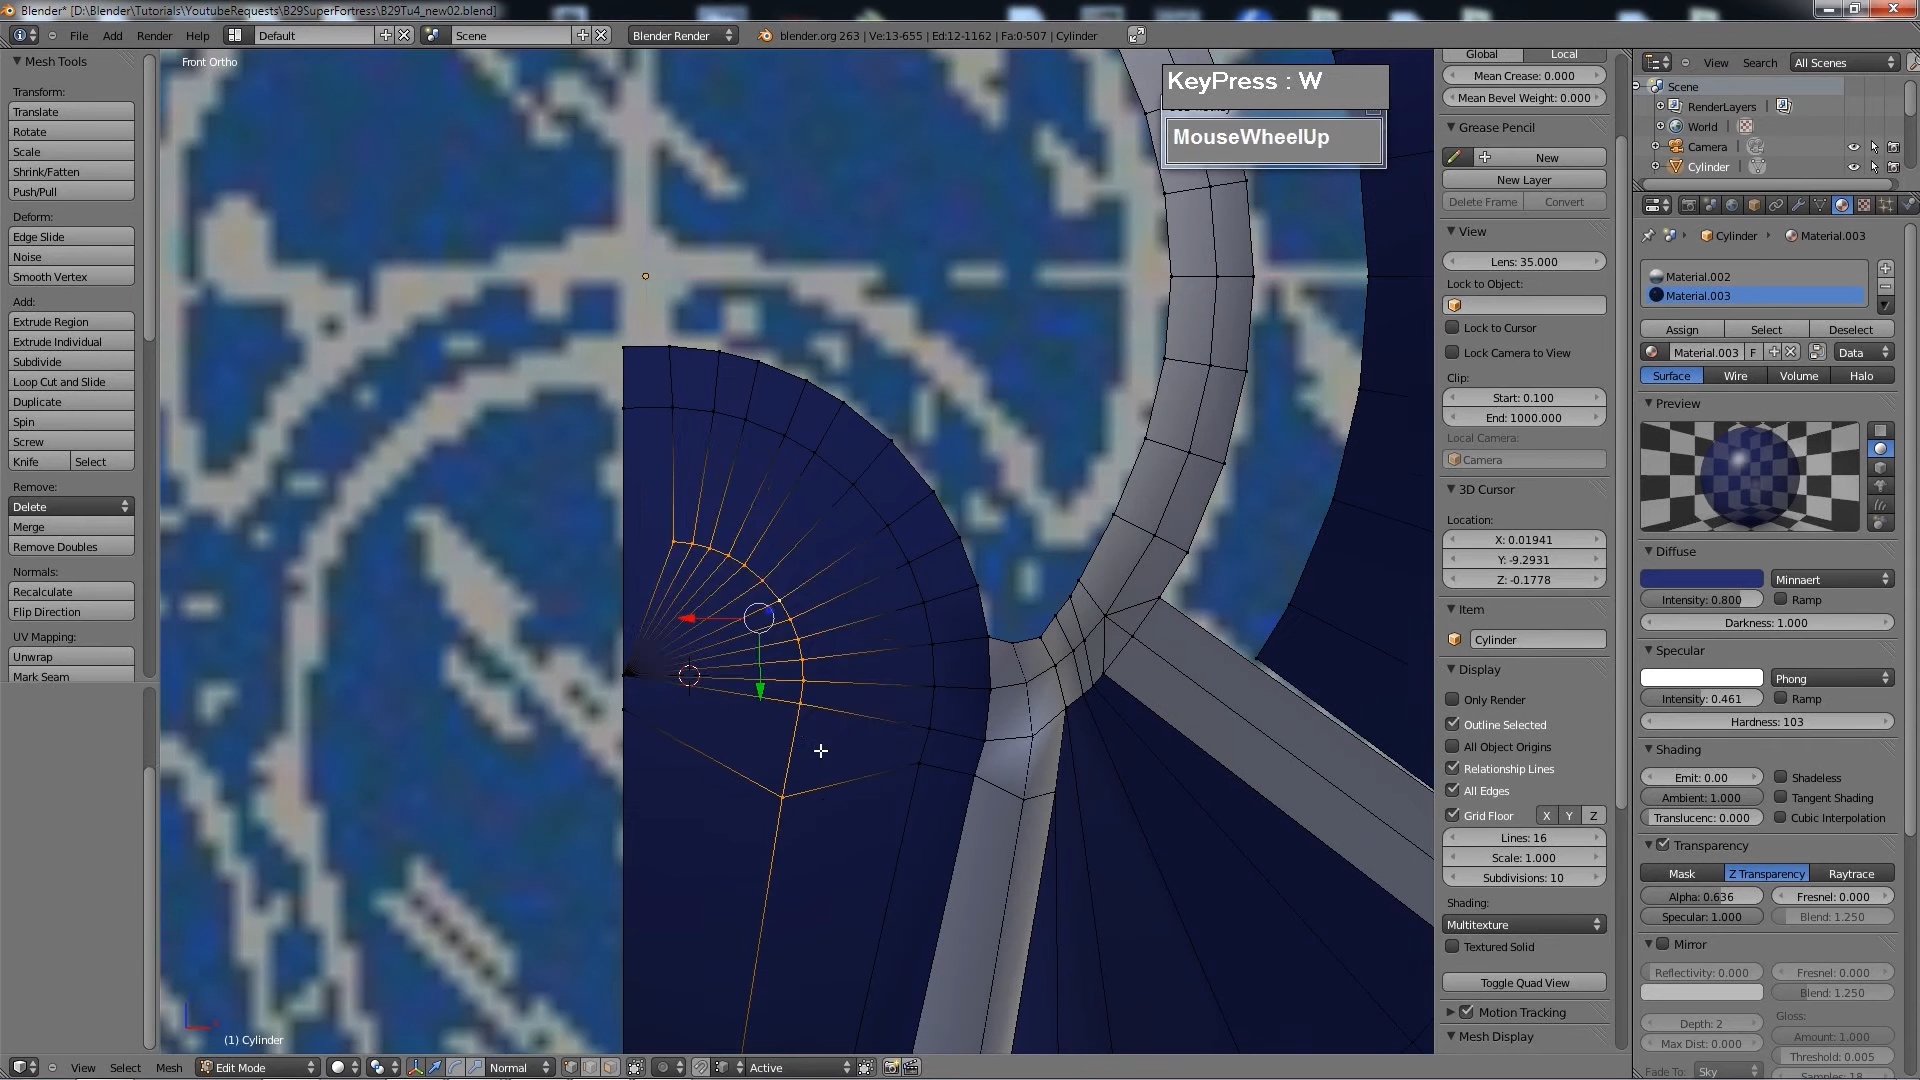 Blender* [D:\Blender\Tutorials\YoutubeRequests\B29SuperFortress\B29Tu4_new02.blend]
File Add Render Help Default Scene Blender Render blender.org 263 | Ve:13-655 | Ed:12-1162 | Fa:0-507 | Cylinder
Mesh Tools
Transform:
Translate
Rotate
Scale
Shrink/Fatten
Push/Pull
Deform:
Edge Slide
Noise
Smooth Vertex
Add:
Extrude Region
Extrude Individual
Subdivide
Loop Cut and Slide
Duplicate
Spin
Screw
Knife Select
Remove:
Delete
Merge
Remove Doubles
Normals:
Recalculate
Flip Direction
UV Mapping:
Unwrap
Mark Seam
Front Ortho
KeyPress : W
MouseWheelUp
(1) Cylinder
View Select Mesh Edit Mode Normal Active
Global Local
Mean Crease: 0.000
Mean Bevel Weight: 0.000
Grease Pencil
New
New Layer
Delete Frame Convert
View
Lens: 35.000
Lock to Object:
Lock to Cursor
Lock Camera to View
Clip:
Start: 0.100
End: 1000.000
Local Camera:
Camera
3D Cursor
Location:
X: 0.01941
Y: -9.2931
Z: -0.1778
Item
Cylinder
Display
Only Render
Outline Selected
All Object Origins
Relationship Lines
All Edges
Grid Floor X Y Z
Lines: 16
Scale: 1.000
Subdivisions: 10
Shading:
Multitexture
Textured Solid
Toggle Quad View
Motion Tracking
Mesh Display
View Search All Scenes
Scene
RenderLayers
World
Camera
Cylinder
Cylinder Material.003
Material.002
Material.003
Assign Select Deselect
Material.003 F Data
Surface Wire Volume Halo
Preview
Diffuse
Minnaert
Intensity: 0.800 Ramp
Darkness: 1.000
Specular
Phong
Intensity: 0.461 Ramp
Hardness: 103
Shading
Emit: 0.00 Shadeless
Ambient: 1.000 Tangent Shading
Translucenc: 0.000 Cubic Interpolation
Transparency
Mask Z Transparency Raytrace
Alpha: 0.636 Fresnel: 0.000
Specular: 1.000 Blend: 1.250
Mirror
Reflectivity: 0.000 Fresnel: 0.000
Blend: 1.250
Gloss:
Depth: 2 Amount: 1.000
Max Dist: 0.000 Threshold: 0.005
Fade To: Sky Samples: 18